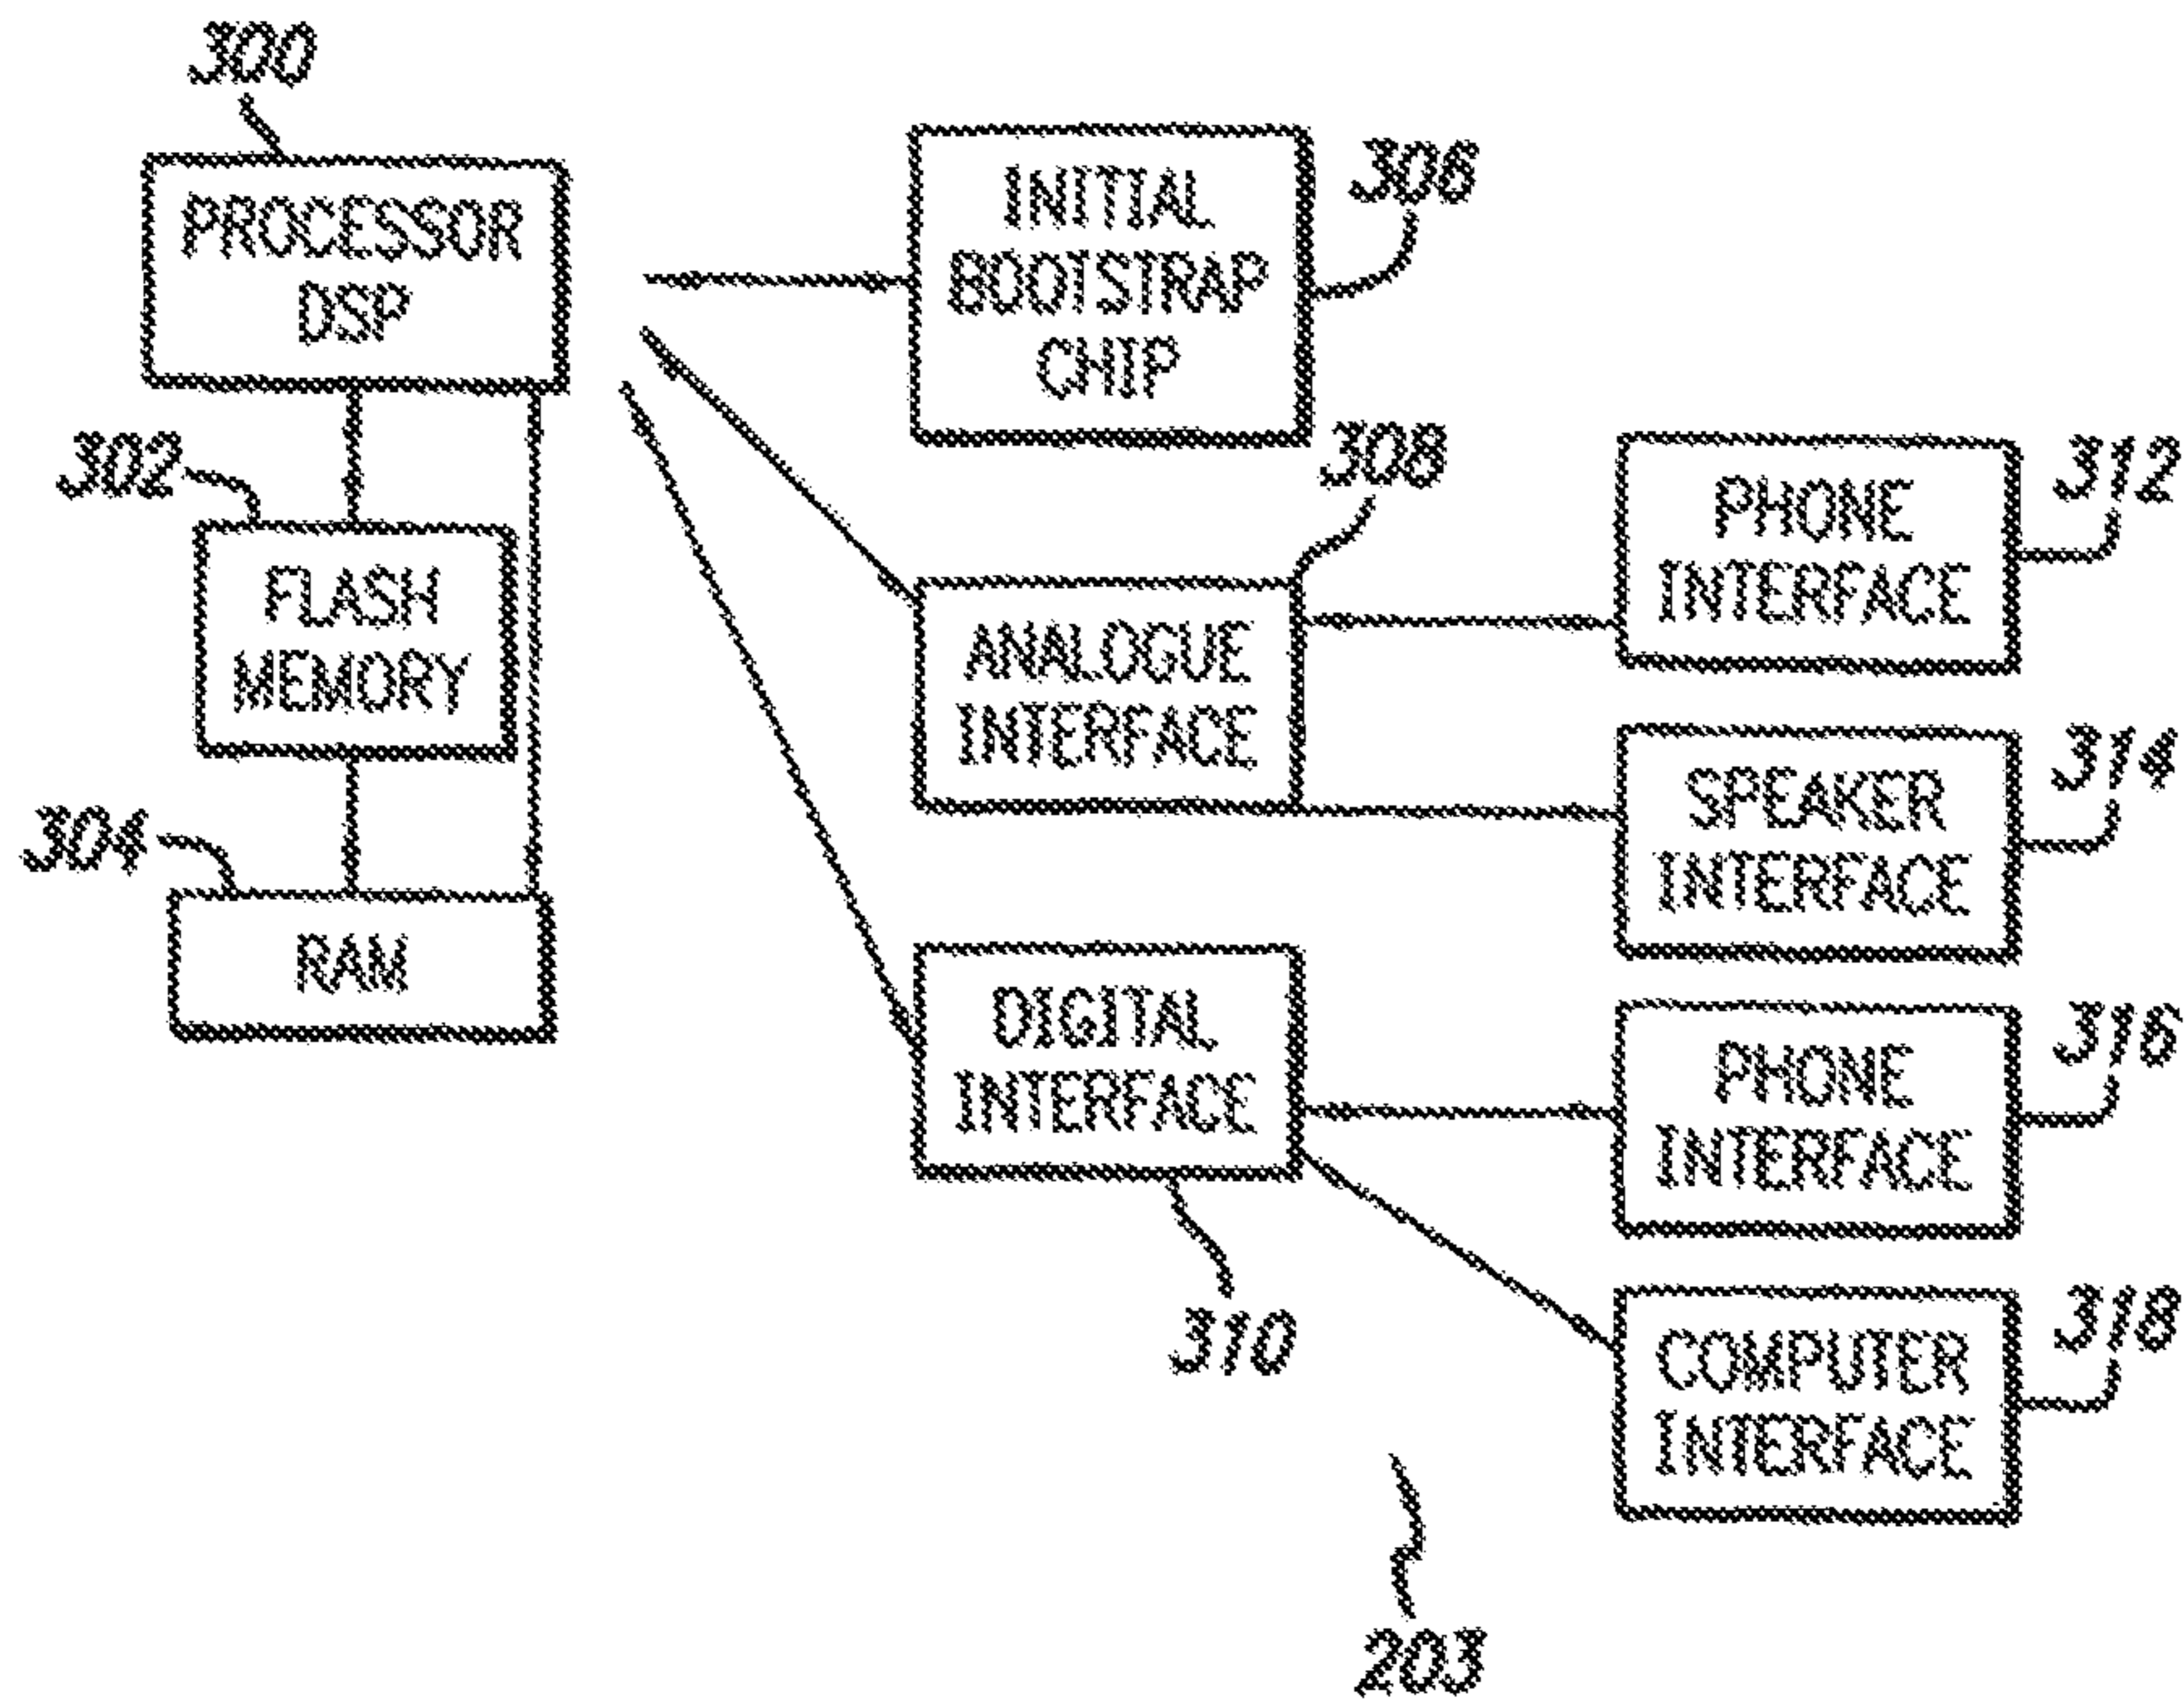 300
PROCESSOR
DSP
302
FLASH
MEMORY
304
RAM
INITIAL
BOOTSTRAP
CHIP
306
308
ANALOGUE
INTERFACE
DIGITAL
INTERFACE
310
PHONE
INTERFACE
312
SPEAKER
INTERFACE
314
PHONE
INTERFACE
316
COMPUTER
INTERFACE
318
203